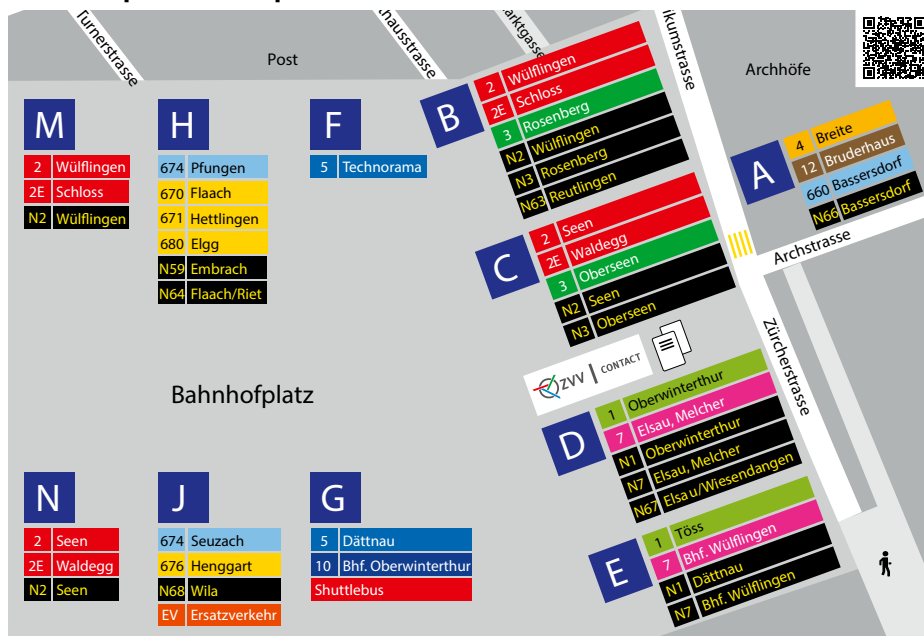 Turnerstrasse
Post
Archhöfe
M
2 Wülflingen
2E Schloss
N2 Wülflingen
H
674 Pfungen
670 Flaach
671 Hettlingen
680 Elgg
N59 Embrach
N64 Flaach/Riet
F
5 Technorama
B
2 Wülflingen
2E Schloss
3 Rosenberg
N2 Wülflingen
N3 Rosenberg
N63 Reutlingen
A
4 Breite
12 Bruderhaus
660 Bassersdorf
N66 Bassersdorf
Archstrasse
C
2 Seen
2E Waldegg
3 Oberseen
N2 Seen
N3 Oberseen
Zürcherstrasse
ZVV | CONTACT
Bahnhofplatz
D
1 Oberwinterthur
7 Elsau, Melcher
N1 Oberwinterthur
N7 Elsau, Melcher
N67 Elsau/Wiesendangen
N
2 Seen
2E Waldegg
N2 Seen
J
674 Seuzach
676 Henggart
N68 Wila
EV Ersatzverkehr
G
5 Dättnau
10 Bhf. Oberwinterthur
Shuttlebus
E
1 Töss
7 Bhf. Wülflingen
N1 Dättnau
N7 Bhf. Wülflingen